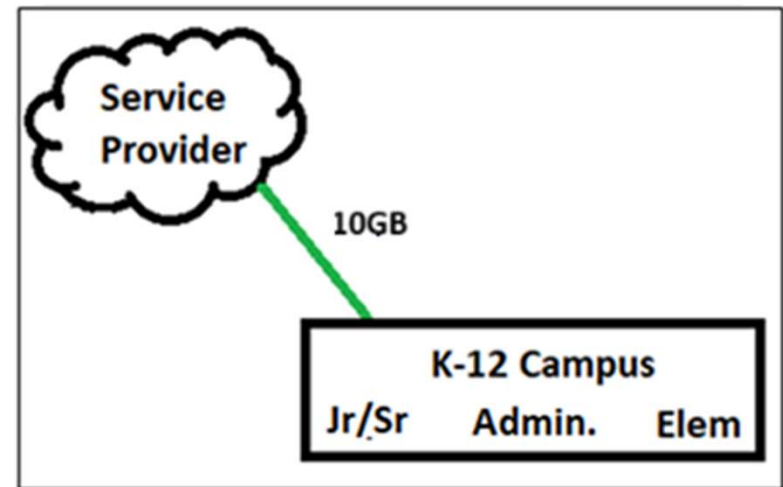 Service
Provider
10GB
K-12 Campus
Jr/Sr Admin. Elem